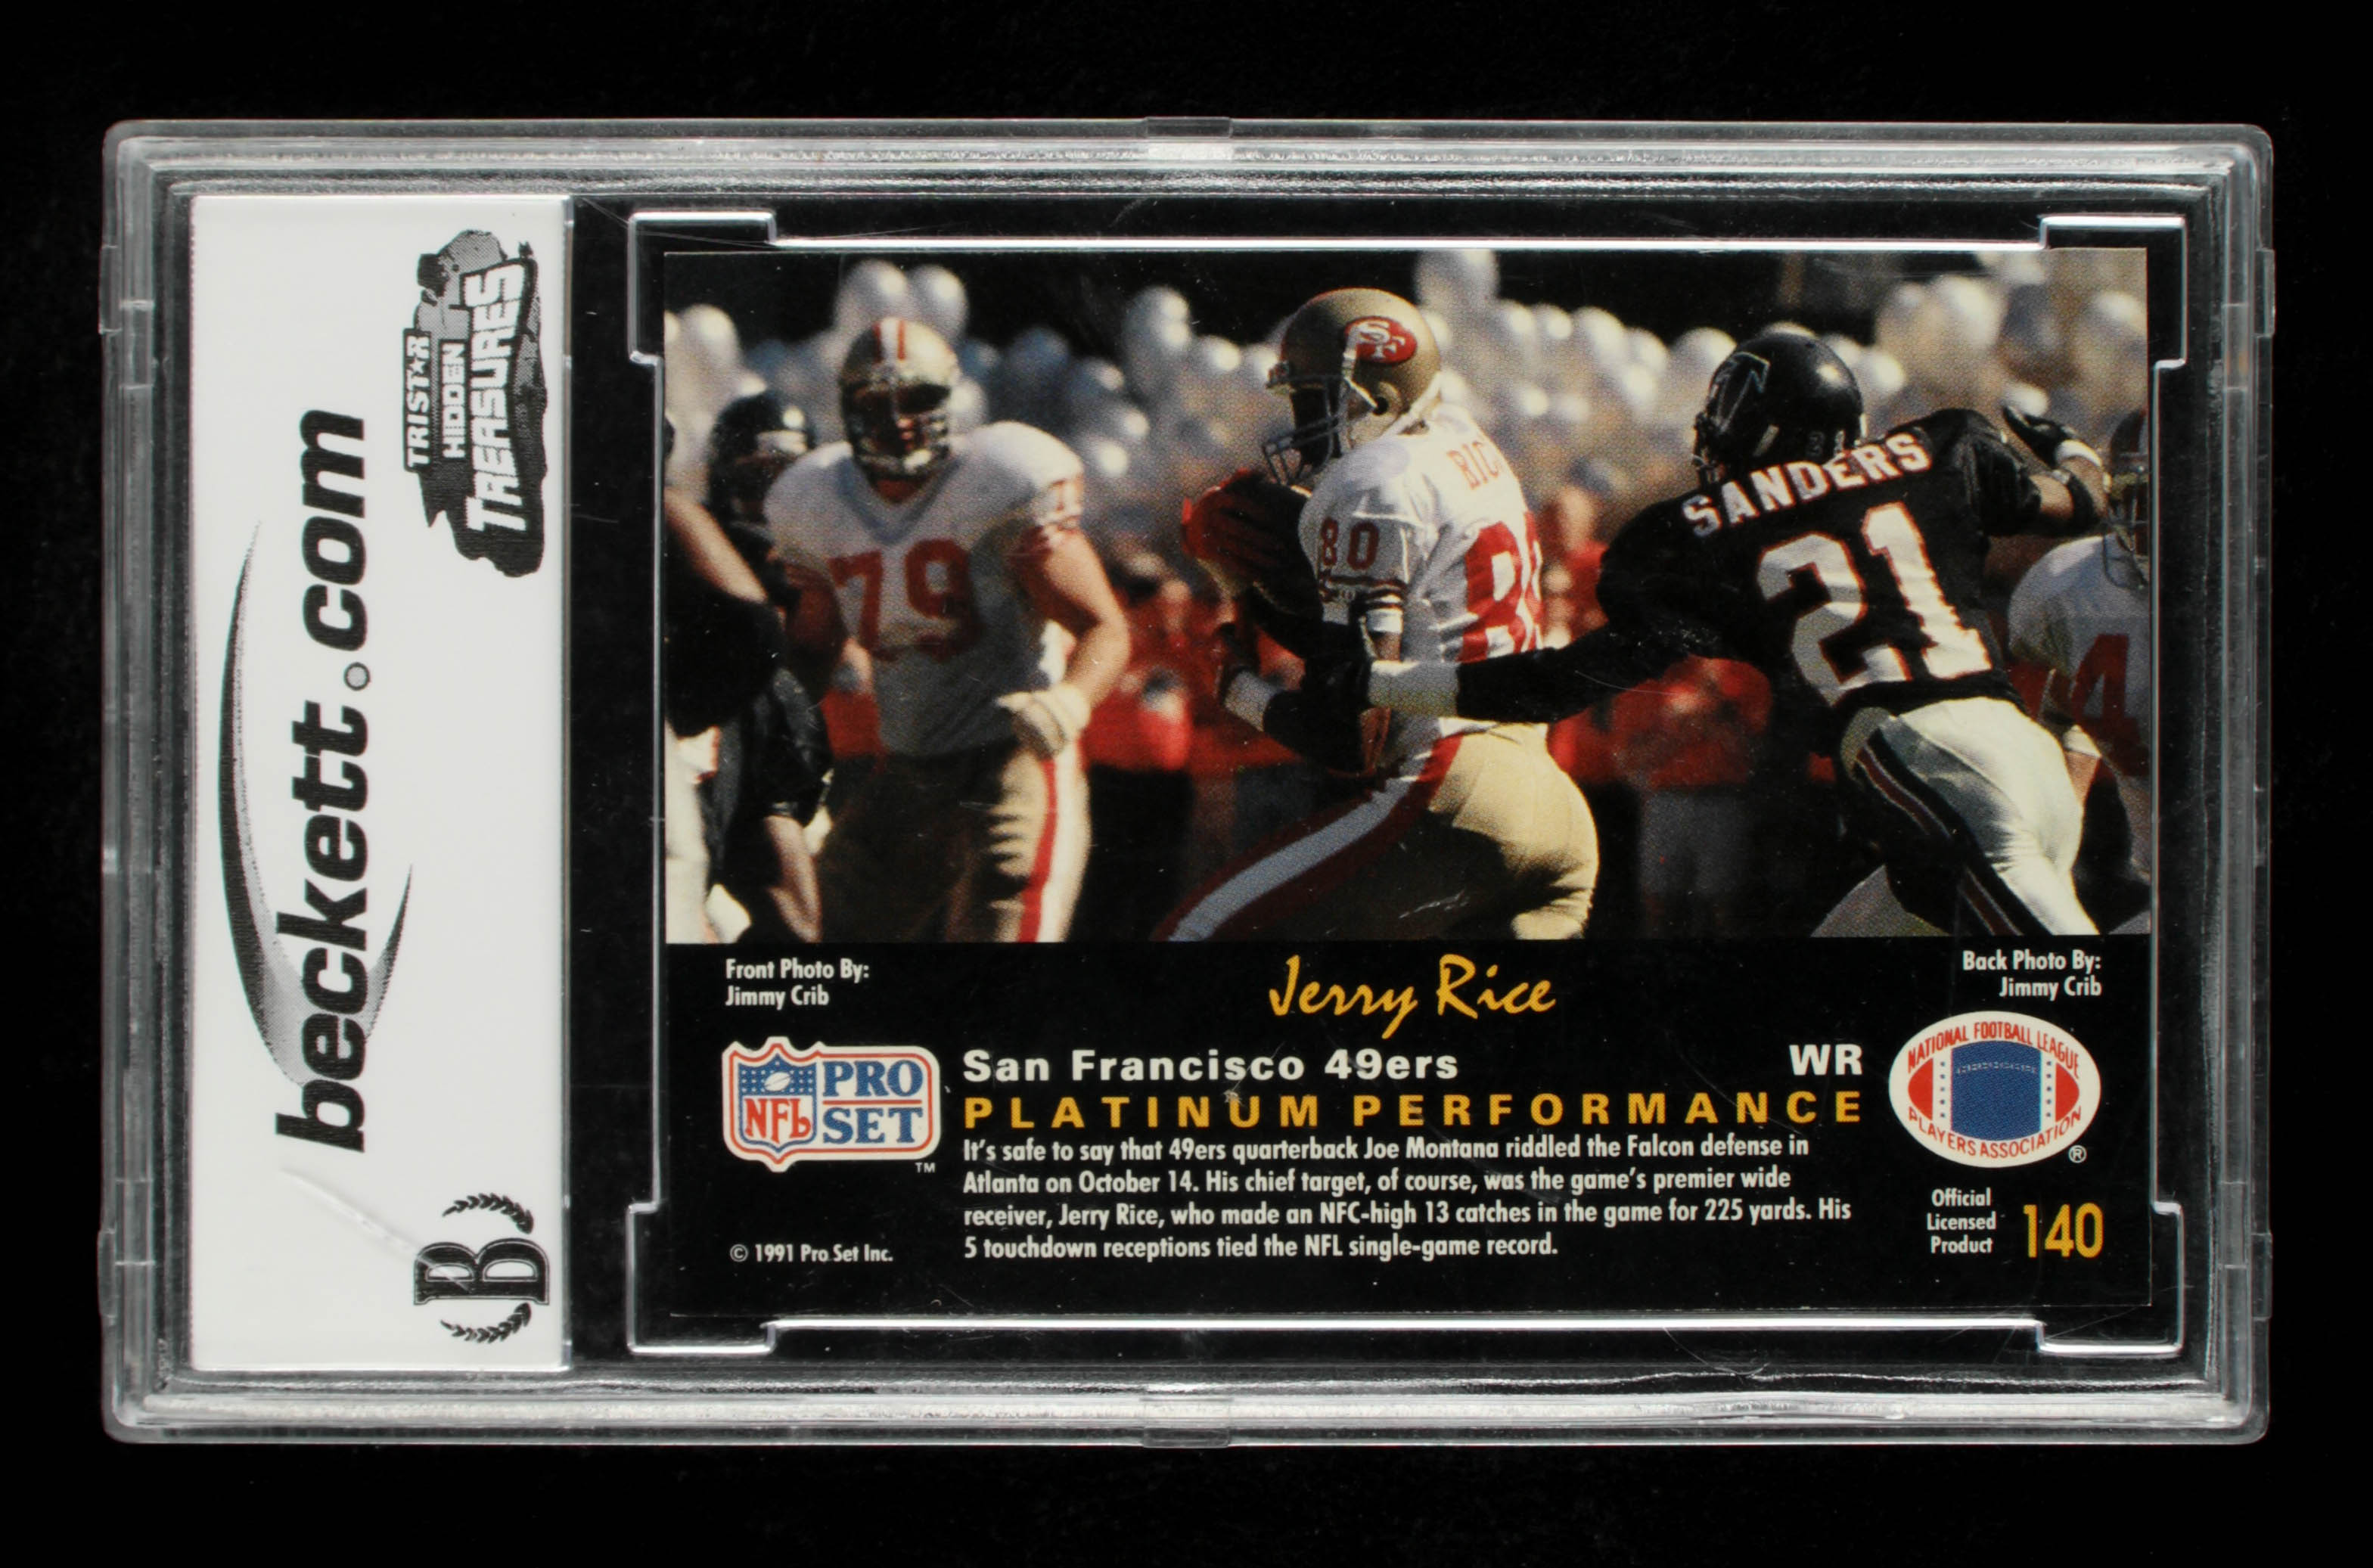 beckett.com
TRISTAR
HIDDEN
TREASURES
B
SF
79
80
RIC
80
SANDERS
21
74
Front Photo By:
Jimmy Crib
Jerry Rice
Back Photo By:
Jimmy Crib
NFL
PRO
SET
™
San Francisco 49ers WR
PLATINUM PERFORMANCE
It's safe to say that 49ers quarterback Joe Montana riddled the Falcon defense in
Atlanta on October 14. His chief target, of course, was the game's premier wide
receiver, Jerry Rice, who made an NFC-high 13 catches in the game for 225 yards. His
5 touchdown receptions tied the NFL single-game record.
NATIONAL FOOTBALL LEAGUE
PLAYERS ASSOCIATION
®
Official
Licensed
Product
140
© 1991 Pro Set Inc.